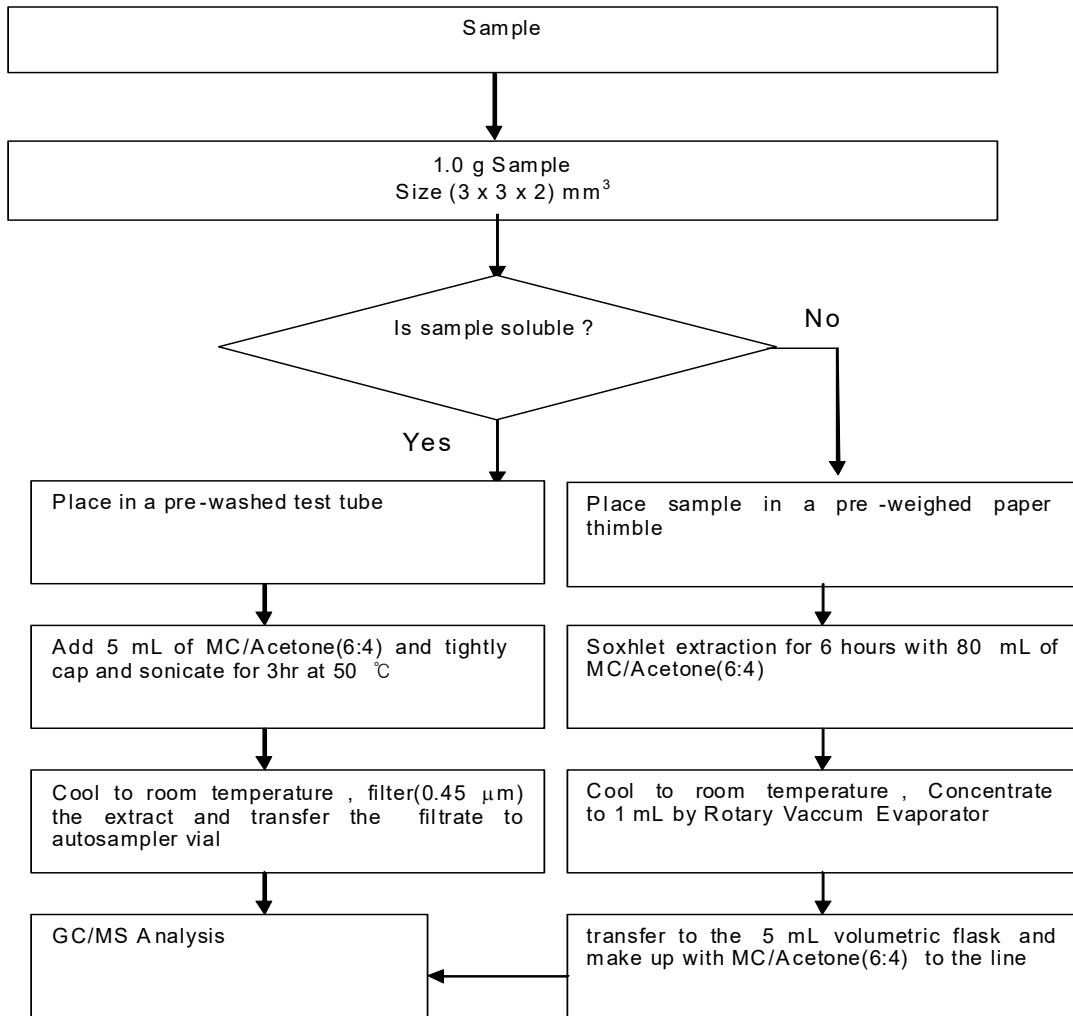 Sample
1.0 g Sample
Size (3 x 3 x 2) mm³
Is sample soluble ?
No
Yes
Place in a pre-washed test tube
Place sample in a pre-weighed paper
thimble
Add 5 mL of MC/Acetone(6:4) and tightly
cap and sonicate for 3hr at 50 ℃
Soxhlet extraction for 6 hours with 80 mL of
MC/Acetone(6:4)
Cool to room temperature , filter(0.45 μm)
the extract and transfer the filtrate to
autosampler vial
Cool to room temperature , Concentrate
to 1 mL by Rotary Vaccum Evaporator
GC/MS Analysis
transfer to the 5 mL volumetric flask and
make up with MC/Acetone(6:4) to the line